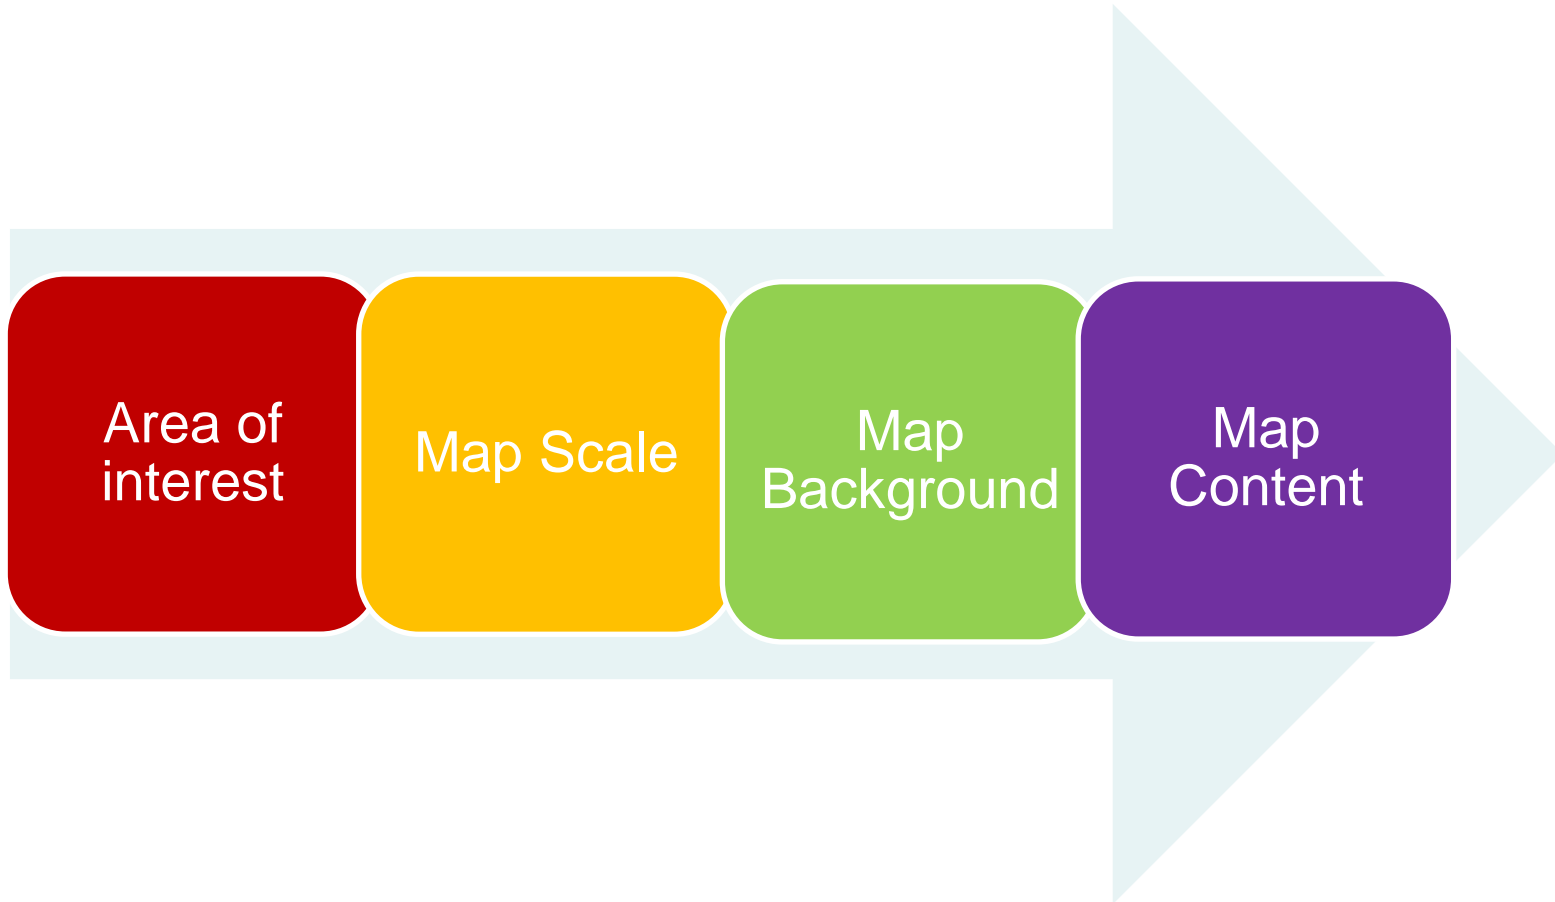 Area of
interest
Map Scale
Map
Background
Map
Content